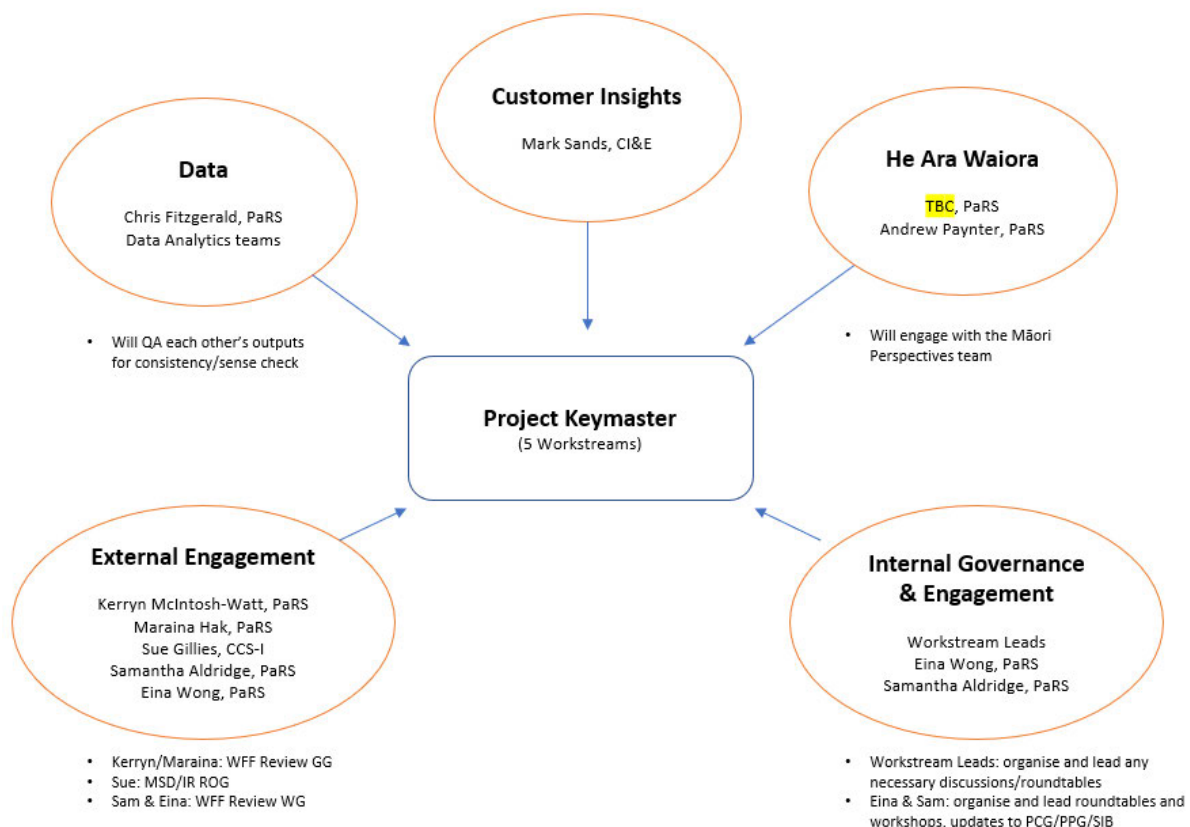 Customer Insights
Mark Sands, CI&E
Data
Chris Fitzgerald, PaRS
Data Analytics teams
• Will QA each other's outputs
for consistency/sense check
He Ara Waiora
TBC, PaRS
Andrew Paynter, PaRS
• Will engage with the Māori
Perspectives team
Project Keymaster
(5 Workstreams)
External Engagement
Kerryn McIntosh-Watt, PaRS
Maraina Hak, PaRS
Sue Gillies, CCS-I
Samantha Aldridge, PaRS
Eina Wong, PaRS
• Kerryn/Maraina: WFF Review GG
• Sue: MSD/IR ROG
• Sam & Eina: WFF Review WG
Internal Governance
& Engagement
Workstream Leads
Eina Wong, PaRS
Samantha Aldridge, PaRS
• Workstream Leads: organise and lead any
necessary discussions/roundtables
• Eina & Sam: organise and lead roundtables and
workshops, updates to PCG/PPG/SIB